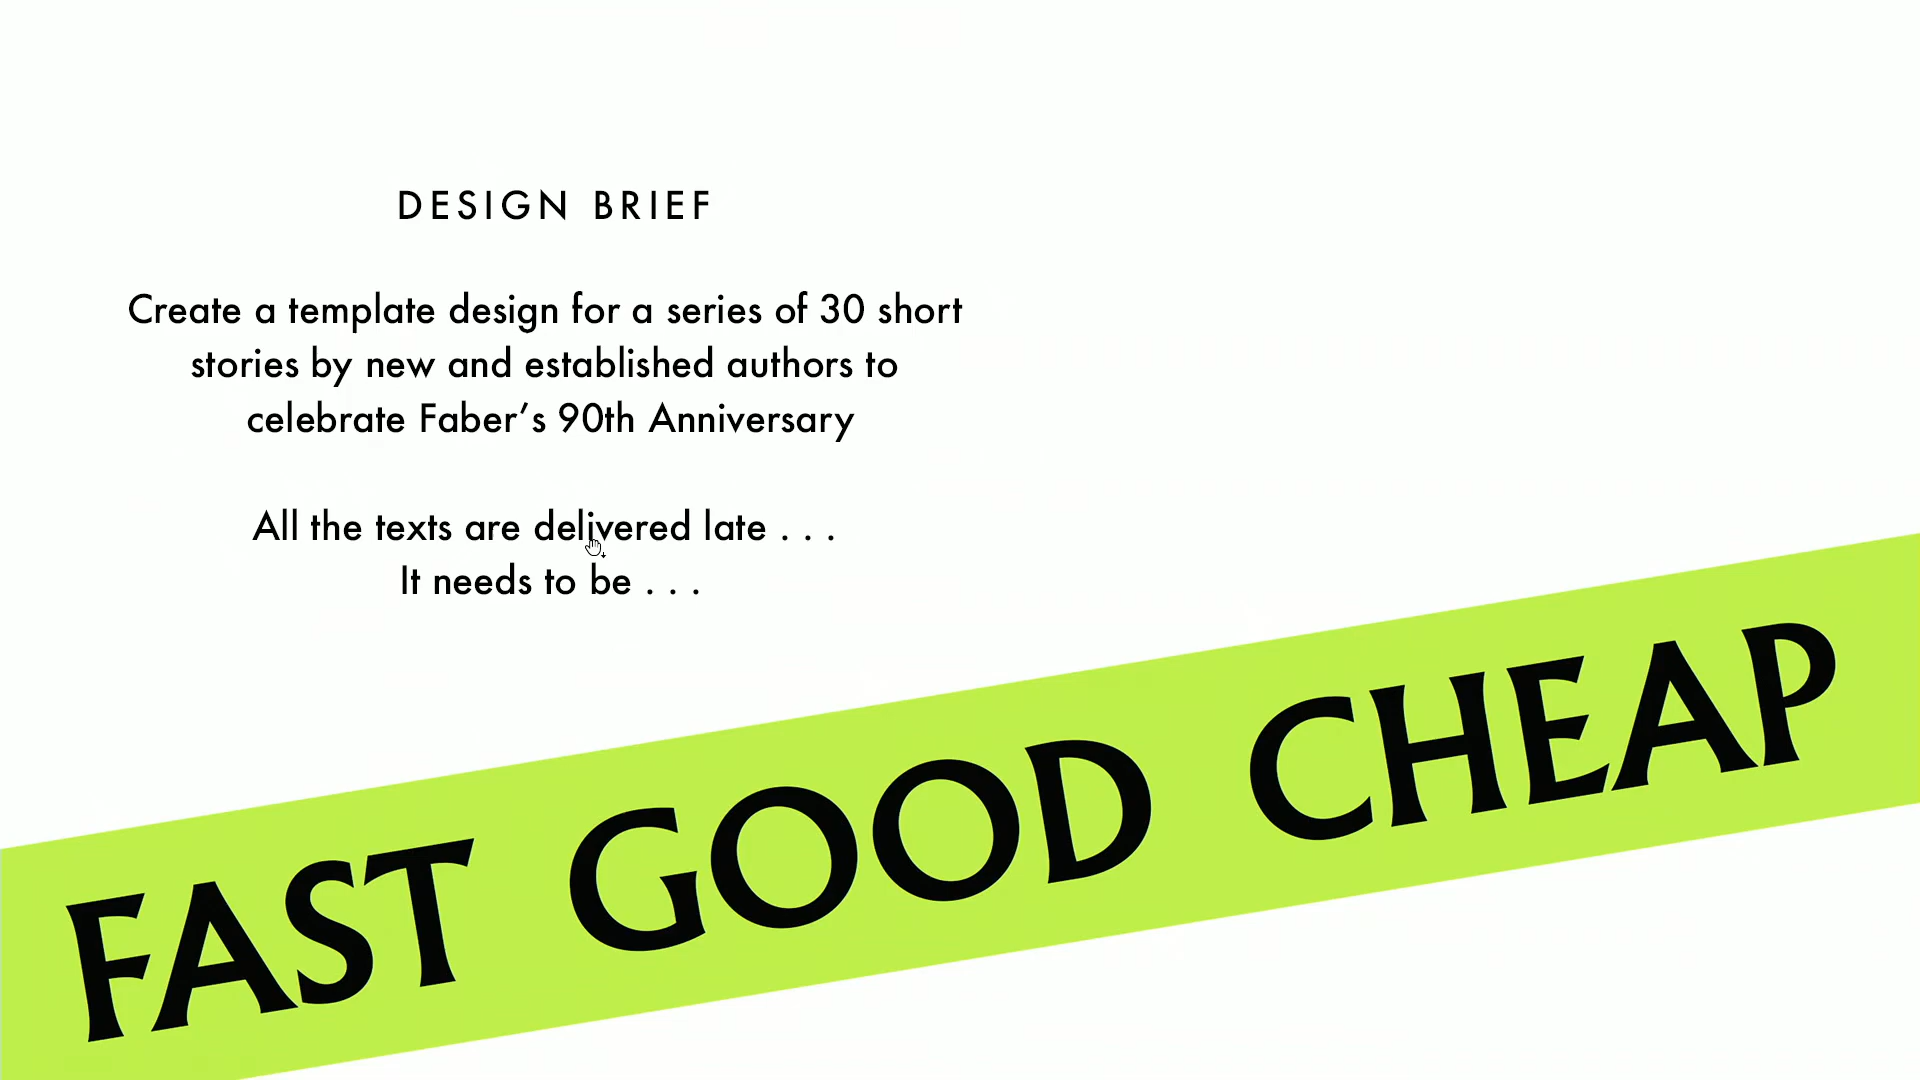 DESIGN BRIEF
Create a template design for a series of 30 short
stories by new and established authors to
celebrate Faber’s 90th Anniversary
All the texts are delivered late . . .
It needs to be . . .
FAST GOOD CHEAP